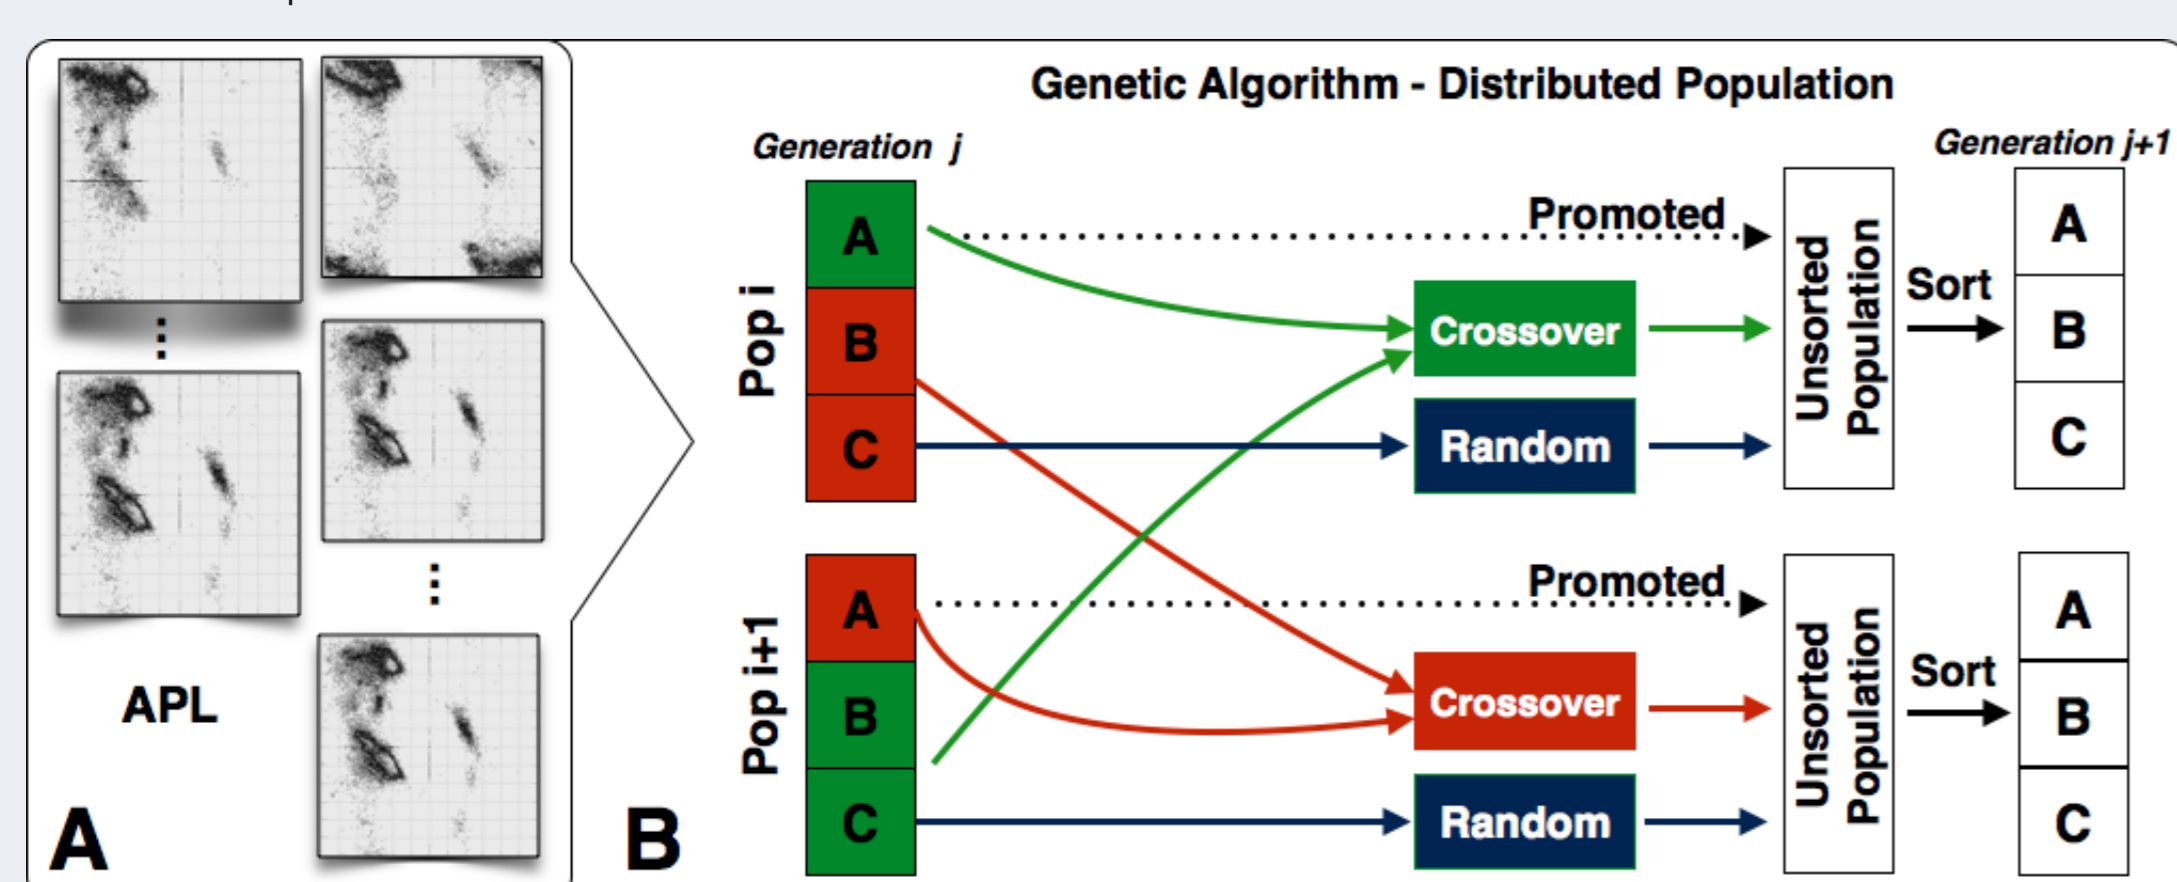 Genetic Algorithm - Distributed Population
Generation j
Generation j+1
Pop i
A
B
C
Promoted
Crossover
Random
Unsorted
Population
Sort
A
B
C
Pop i+1
A
B
C
Promoted
Crossover
Random
Unsorted
Population
Sort
A
B
C
...
...
APL
A
B